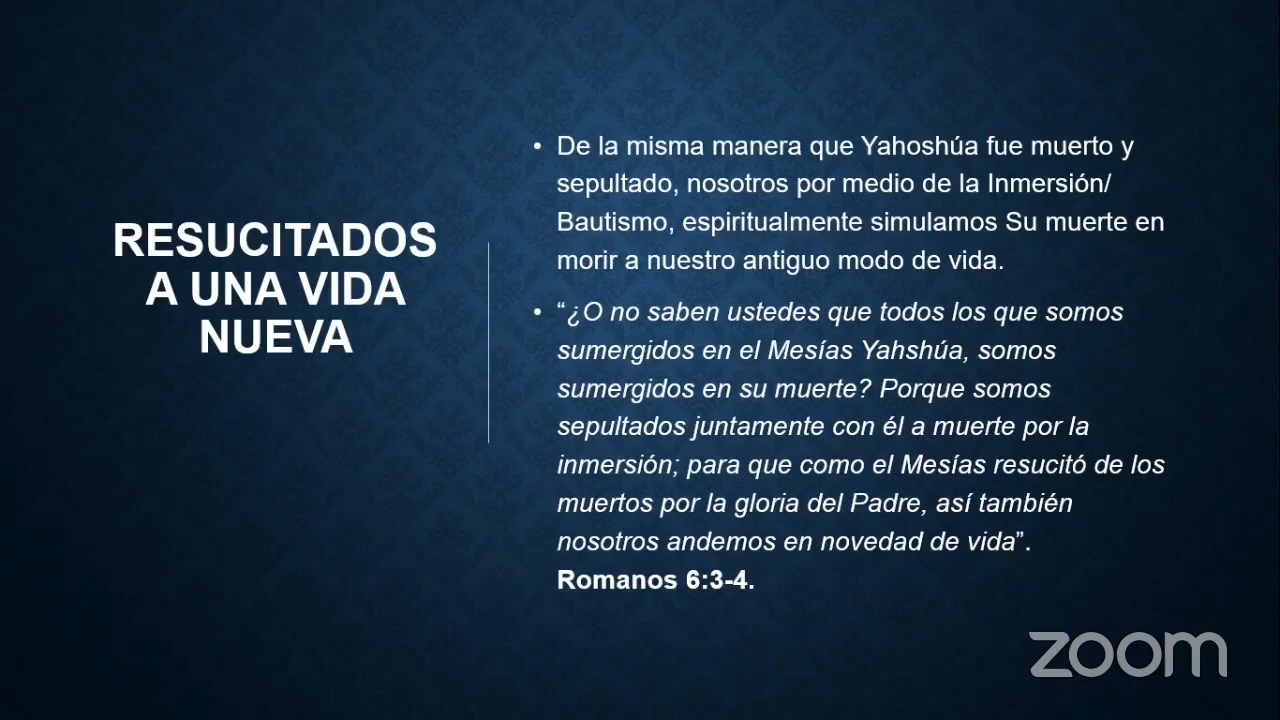 RESUCITADOS
A UNA VIDA
NUEVA
• De la misma manera que Yahoshúa fue muerto y
sepultado, nosotros por medio de la Inmersión/
Bautismo, espiritualmente simulamos Su muerte en
morir a nuestro antiguo modo de vida.
• “¿O no saben ustedes que todos los que somos
sumergidos en el Mesías Yahshúa, somos
sumergidos en su muerte? Porque somos
sepultados juntamente con él a muerte por la
inmersión; para que como el Mesías resucitó de los
muertos por la gloria del Padre, así también
nosotros andemos en novedad de vida”.
Romanos 6:3-4.
zoom